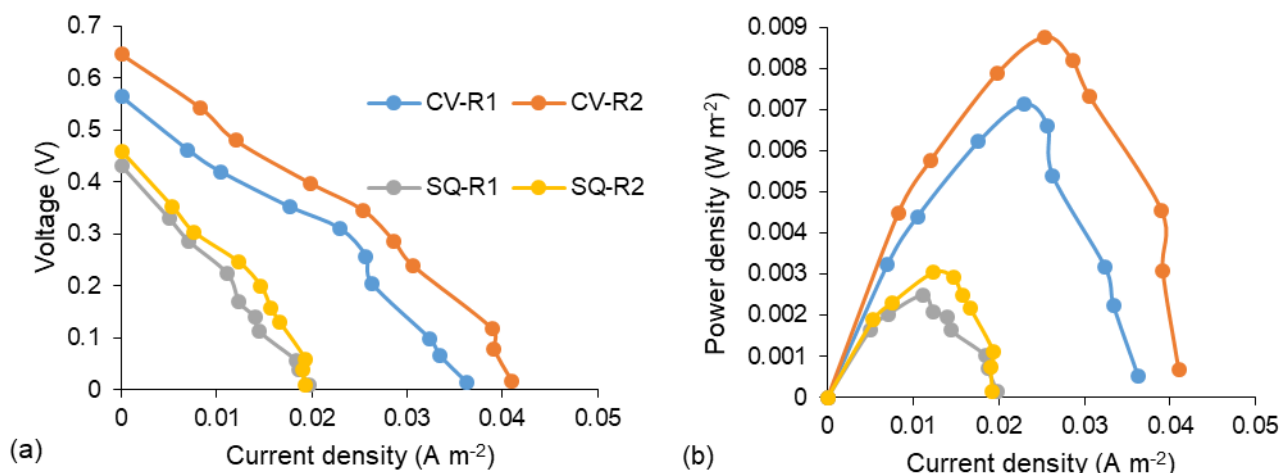 0.7
0.6
0.5
0.4
0.3
0.2
0.1
0
Voltage (V)
CV-R1
CV-R2
SQ-R1
SQ-R2
0 0.01 0.02 0.03 0.04 0.05
(a)
Current density (A m⁻²)
0.009
0.008
0.007
0.006
0.005
0.004
0.003
0.002
0.001
0
Power density (W m⁻²)
0 0.01 0.02 0.03 0.04 0.05
(b)
Current density (A m⁻²)